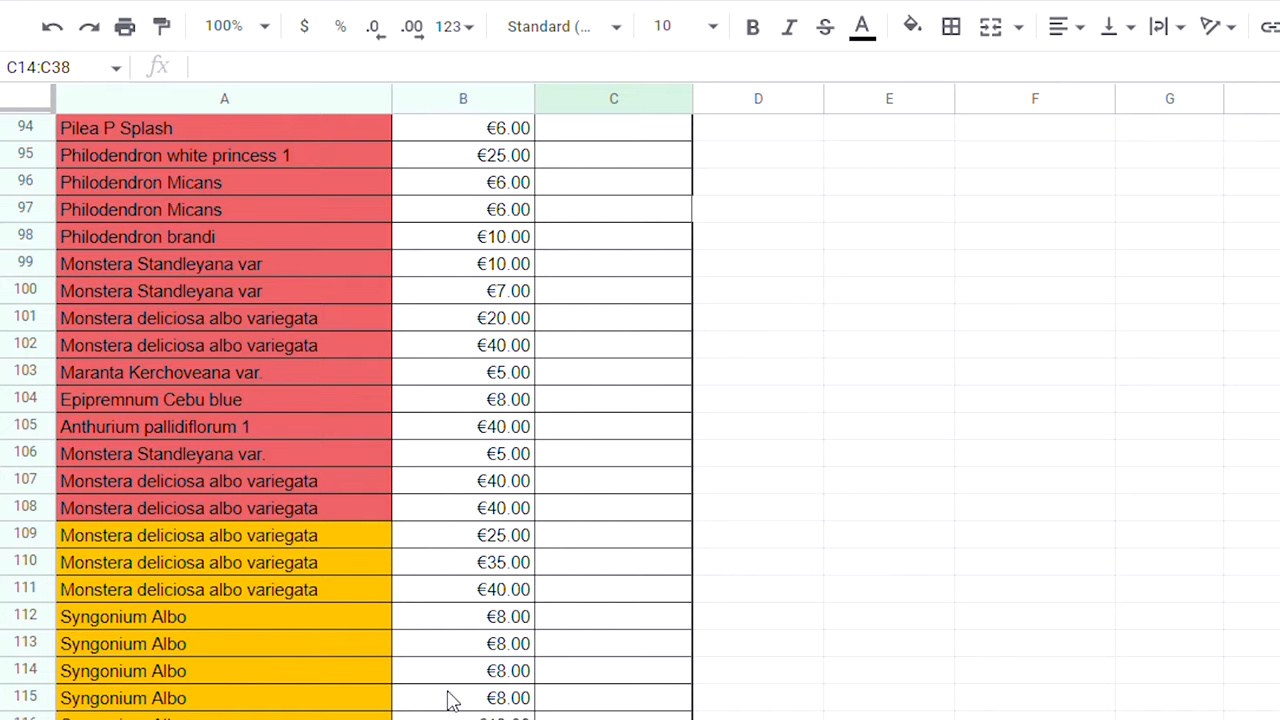 100% $ % .0 .00 123 Standard (... 10 B I S A
C14:C38 fx
A B C D E F G
94 Pilea P Splash €6.00
95 Philodendron white princess 1 €25.00
96 Philodendron Micans €6.00
97 Philodendron Micans €6.00
98 Philodendron brandi €10.00
99 Monstera Standleyana var €10.00
100 Monstera Standleyana var €7.00
101 Monstera deliciosa albo variegata €20.00
102 Monstera deliciosa albo variegata €40.00
103 Maranta Kerchoveana var. €5.00
104 Epipremnum Cebu blue €8.00
105 Anthurium pallidiflorum 1 €40.00
106 Monstera Standleyana var. €5.00
107 Monstera deliciosa albo variegata €40.00
108 Monstera deliciosa albo variegata €40.00
109 Monstera deliciosa albo variegata €25.00
110 Monstera deliciosa albo variegata €35.00
111 Monstera deliciosa albo variegata €40.00
112 Syngonium Albo €8.00
113 Syngonium Albo €8.00
114 Syngonium Albo €8.00
115 Syngonium Albo €8.00